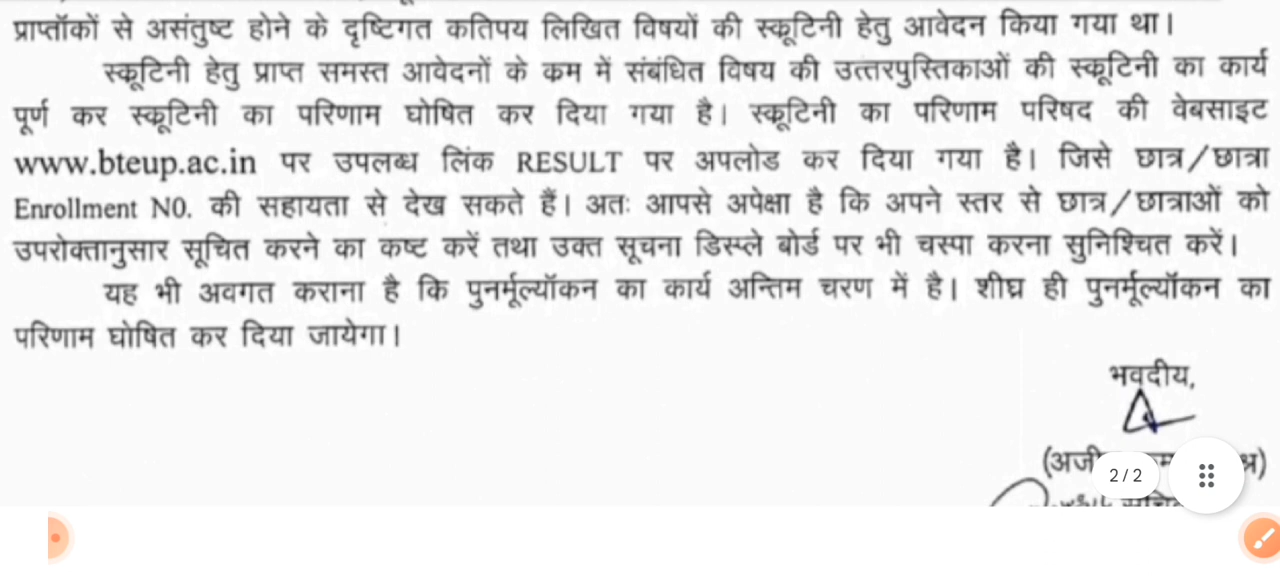 प्राप्तॉकों से असंतुष्ट होने के दृष्टिगत कतिपय लिखित विषयों की स्कूटिनी हेतु आवेदन किया गया था।
स्कूटिनी हेतु प्राप्त समस्त आवेदनों के कम में संबंधित विषय की उत्तरपुस्तिकाओं की स्कूटिनी का कार्य
पूर्ण कर स्कूटिनी का परिणाम घोषित कर दिया गया है। स्कूटिनी का परिणाम परिषद की वेबसाइट
www.bteup.ac.in पर उपलब्ध लिंक RESULT पर अपलोड कर दिया गया है। जिसे छात्र/छात्रा
Enrollment N0. की सहायता से देख सकते हैं। अतः आपसे अपेक्षा है कि अपने स्तर से छात्र/छात्राओं को
उपरोक्तानुसार सूचित करने का कष्ट करें तथा उक्त सूचना डिस्प्ले बोर्ड पर भी चस्पा करना सुनिश्चित करें।
यह भी अवगत कराना है कि पुनर्मूल्यॉकन का कार्य अन्तिम चरण में है। शीघ्र ही पुनर्मूल्यॉकन का
परिणाम घोषित कर दिया जायेगा।
भवदीय,
2/2